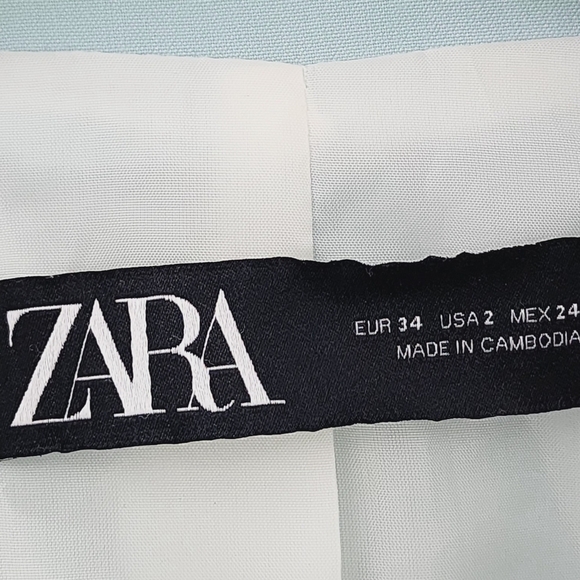 ZARA
EUR 34 USA 2 MEX 24
MADE IN CAMBODIA